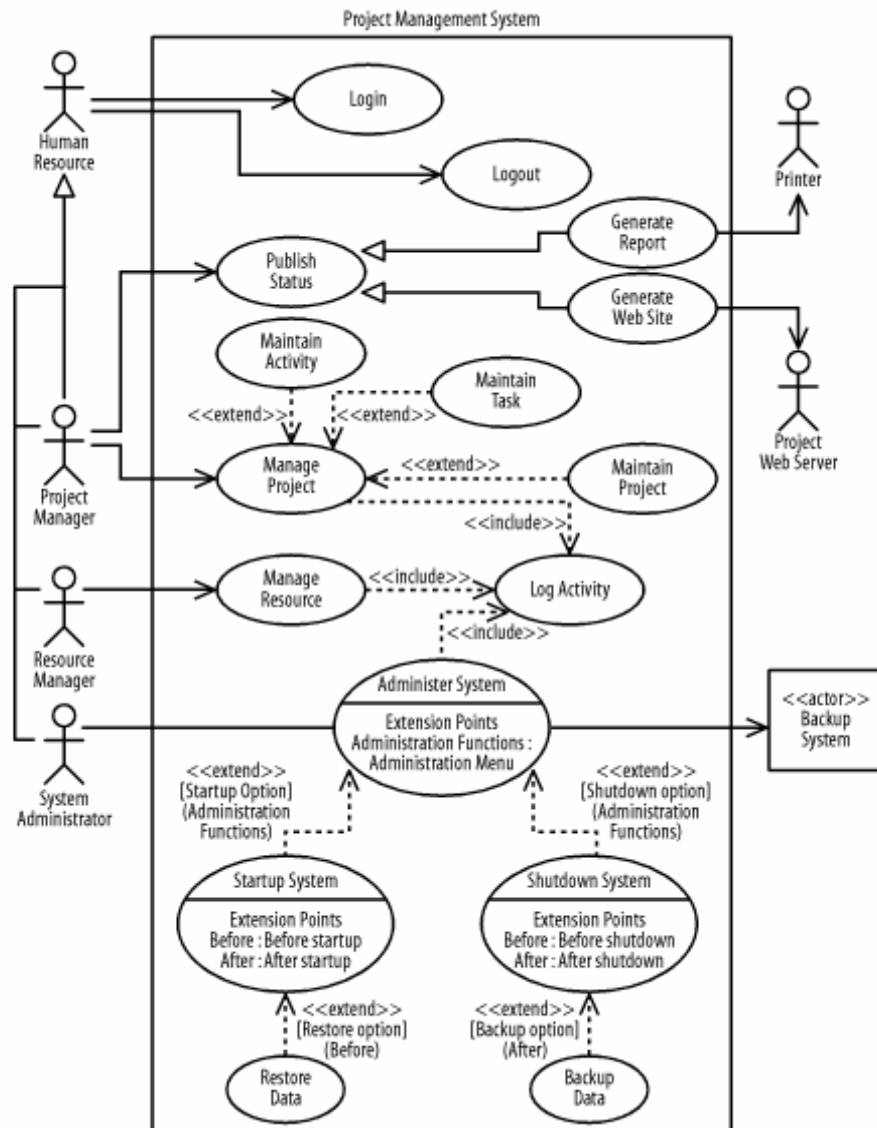 Project Management System
Human
Resource
Login
Logout
Printer
Publish
Status
Generate
Report
Generate
Web Site
Maintain
Activity
Maintain
Task
<<extend>>
<<extend>>
Project
Manager
Manage
Project
<<extend>>
Maintain
Project
Project
Web Server
<<include>>
Resource
Manager
Manage
Resource
<<include>>
Log Activity
<<include>>
System
Administrator
Administer System
Extension Points
Administration Functions :
Administration Menu
<<actor>>
Backup
System
<<extend>>
[Startup Option]
(Administration
Functions)
<<extend>>
[Shutdown option]
(Administration
Functions)
Startup System
Extension Points
Before : Before startup
After : After startup
Shutdown System
Extension Points
Before : Before shutdown
After : After shutdown
<<extend>>
[Restore option]
(Before)
<<extend>>
[Backup option]
(After)
Restore
Data
Backup
Data